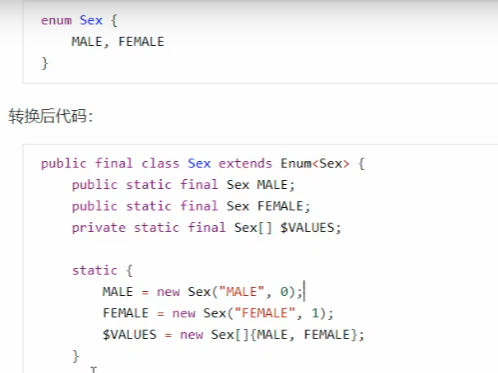 enum Sex {
MALE, FEMALE
}
转换后代码：
public final class Sex extends Enum<Sex> {
public static final Sex MALE;
public static final Sex FEMALE;
private static final Sex[] $VALUES;
static {
MALE = new Sex("MALE", 0);
FEMALE = new Sex("FEMALE", 1);
$VALUES = new Sex[]{MALE, FEMALE};
}